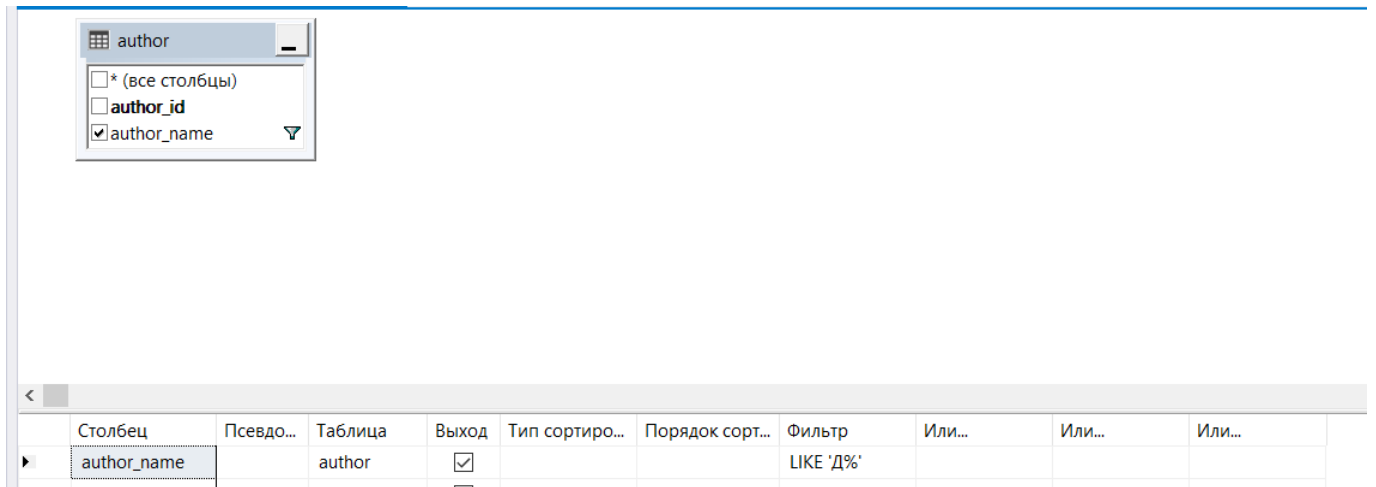 author
* (все столбцы)
author_id
author_name
Столбец Псевдо... Таблица Выход Тип сортиро... Порядок сорт... Фильтр Или... Или... Или...
author_name author LIKE 'Д%'